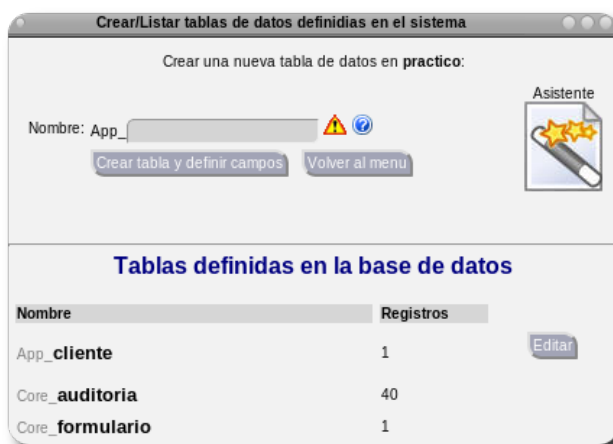 Crear/Listar tablas de datos definidias en el sistema
Crear una nueva tabla de datos en practico:
Asistente
Nombre: App_
Crear tabla y definir campos Volver al menu
Tablas definidas en la base de datos
Nombre Registros
App_cliente 1 Editar
Core_auditoria 40
Core_formulario 1